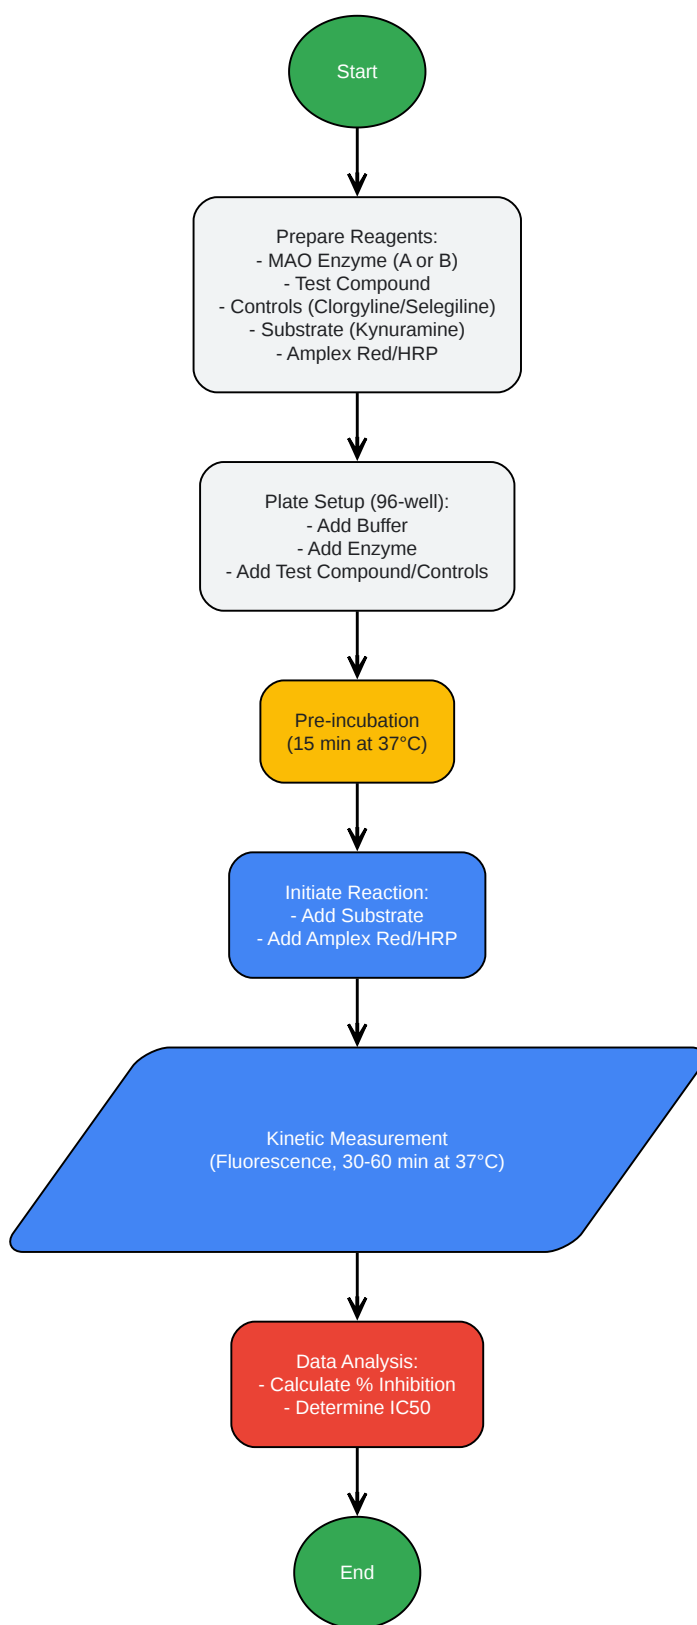 Start
Prepare Reagents:
- MAO Enzyme (A or B)
- Test Compound
- Controls (Clorgyline/Selegiline)
- Substrate (Kynuramine)
- Amplex Red/HRP
Plate Setup (96-well):
- Add Buffer
- Add Enzyme
- Add Test Compound/Controls
Pre-incubation
(15 min at 37°C)
Initiate Reaction:
- Add Substrate
- Add Amplex Red/HRP
Kinetic Measurement
(Fluorescence, 30-60 min at 37°C)
Data Analysis:
- Calculate % Inhibition
- Determine IC50
End